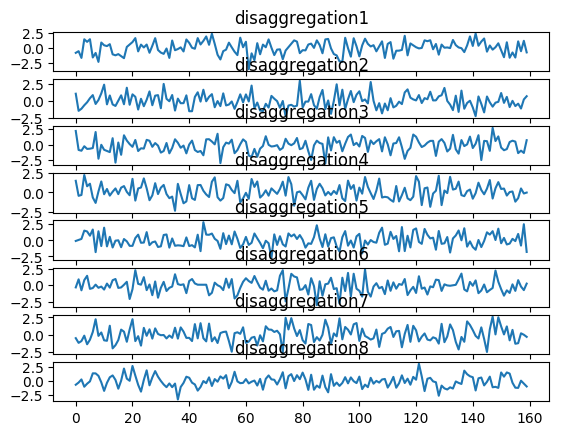 disaggregation1
2.5
0.0
−2.5
disaggregation2
2.5
0.0
−2.5
disaggregation3
2.5
0.0
−2.5
disaggregation4
2.5
0.0
−2.5
disaggregation5
2.5
0.0
−2.5
disaggregation6
2.5
0.0
−2.5
disaggregation7
2.5
0.0
−2.5
disaggregation8
2.5
0.0
−2.5
0 20 40 60 80 100 120 140 160